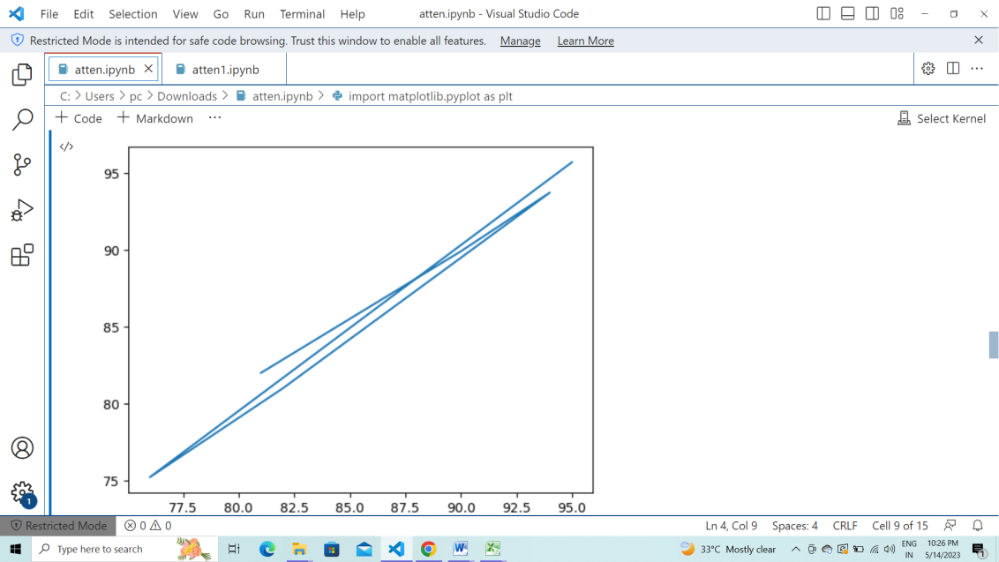 File Edit Selection View Go Run Terminal Help atten.ipynb - Visual Studio Code
Restricted Mode is intended for safe code browsing. Trust this window to enable all features. Manage Learn More
atten.ipynb atten1.ipynb
C: > Users > pc > Downloads > atten.ipynb > import matplotlib.pyplot as plt
+ Code + Markdown ··· Select Kernel
95
90
85
80
75
77.5 80.0 82.5 85.0 87.5 90.0 92.5 95.0
1
Restricted Mode 0 0 Ln 4, Col 9 Spaces: 4 CRLF Cell 9 of 15
Type here to search 33°C Mostly clear ENG 10:26 PM
IN 5/14/2023 1